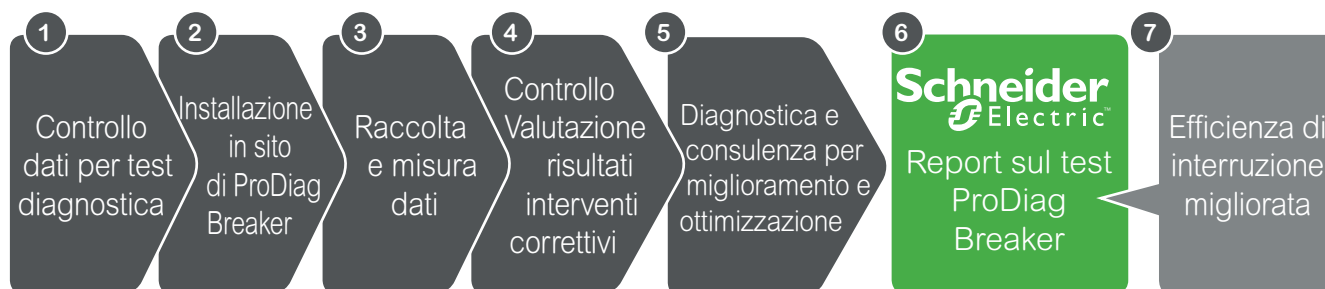 1
Controllo
dati per test
diagnostica
2
Installazione
in sito
di ProDiag
Breaker
3
Raccolta
e misura
dati
4
Controllo
Valutazione
risultati
interventi
correttivi
5
Diagnostica e
consulenza per
miglioramento e
ottimizzazione
6
Schneider
Electric™
Report sul test
ProDiag
Breaker
7
Efficienza di
interruzione
migliorata